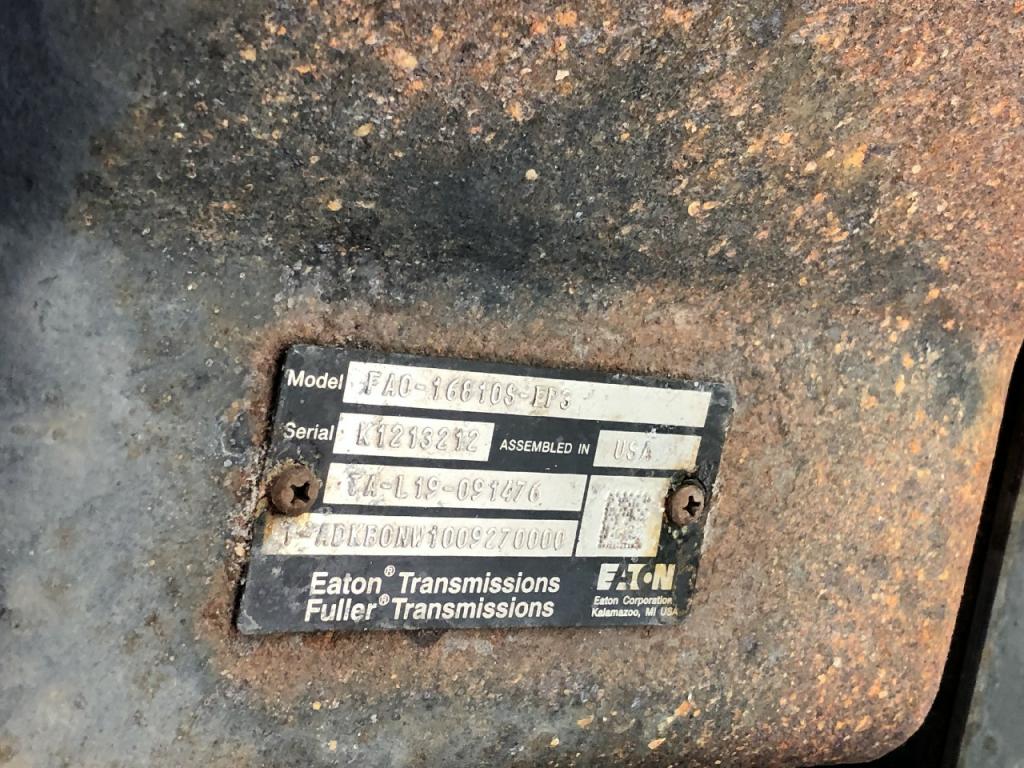 Model FAO-16810S-EP3
Serial K1213212 ASSEMBLED IN USA
TA-L19-091476
T-ADKBONW1009270000
Eaton® Transmissions
Fuller® Transmissions
EATON
Eaton Corporation
Kalamazoo, MI USA